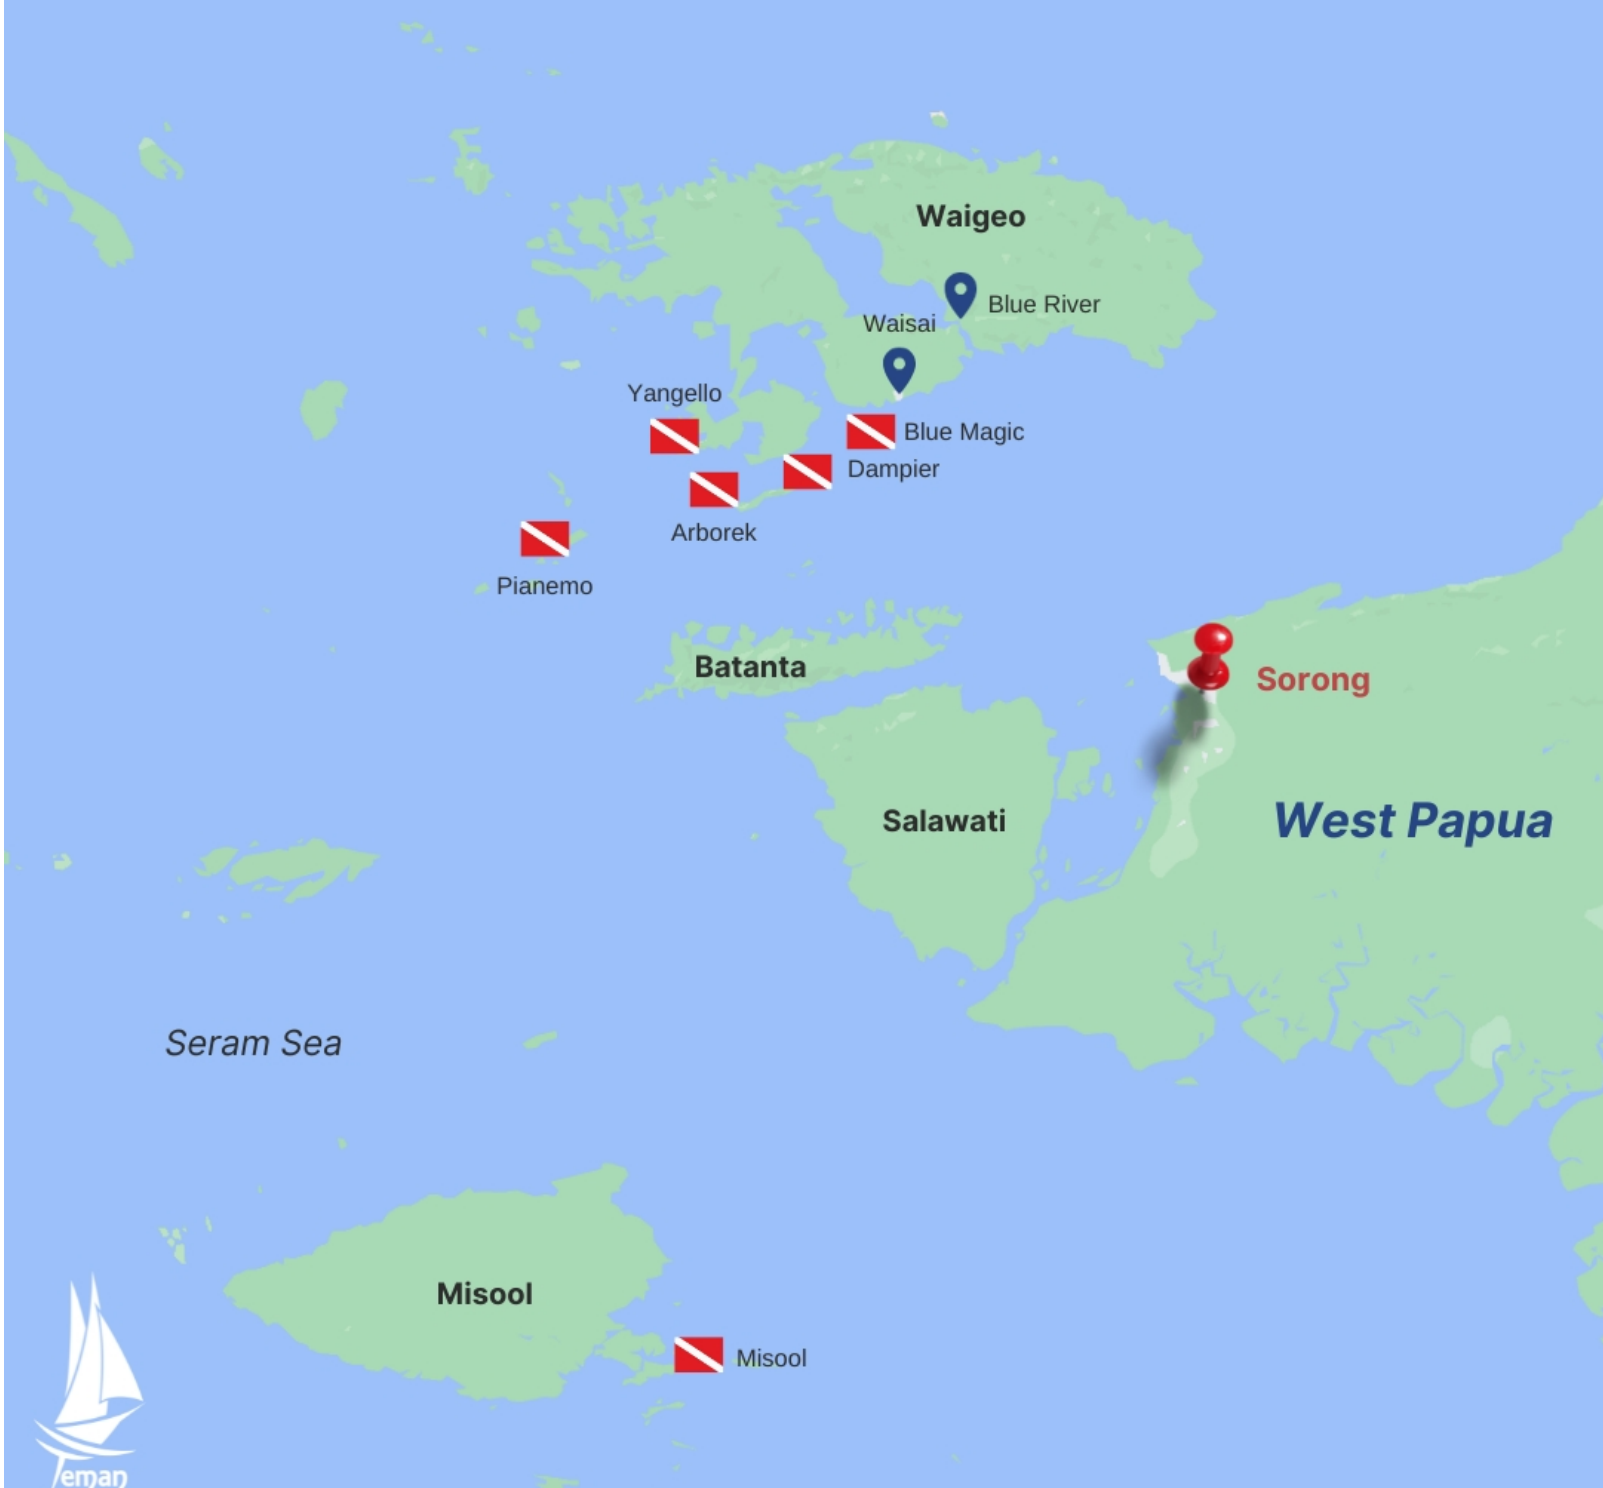 Waigeo
Blue River
Waisai
Yangello
Blue Magic
Dampier
Arborek
Pianemo
Batanta
Sorong
Salawati
West Papua
Seram Sea
Misool
Misool
Teman